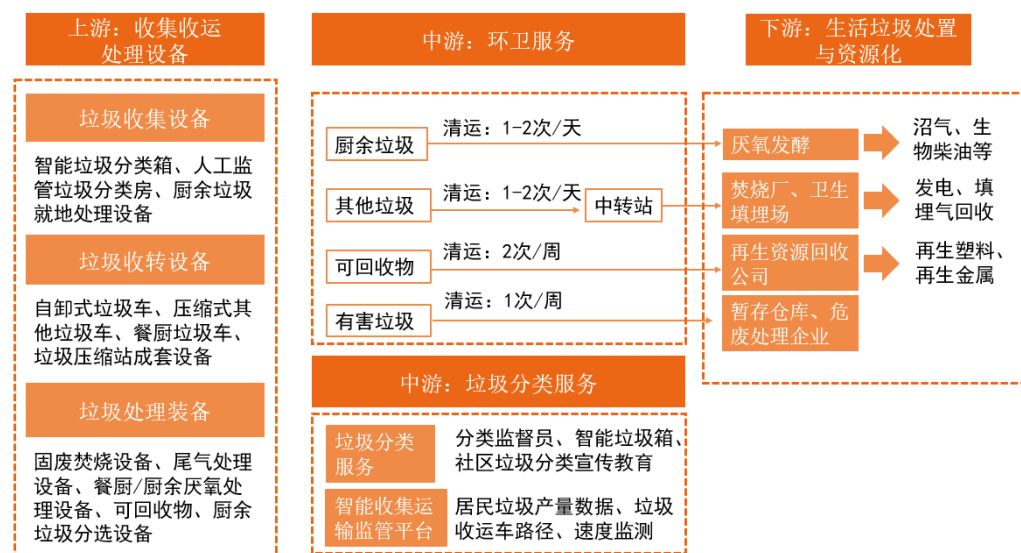 上游：收集收运
处理设备
垃圾收集设备
智能垃圾分类箱、人工监
管垃圾分类房、厨余垃圾
就地处理设备
垃圾收转设备
自卸式垃圾车、压缩式其
他垃圾车、餐厨垃圾车、
垃圾压缩站成套设备
垃圾处理装备
固废焚烧设备、尾气处理
设备、餐厨/厨余厌氧处
理设备、可回收物、厨余
垃圾分选设备
中游：环卫服务
厨余垃圾
清运：1-2次/天
其他垃圾
清运：1-2次/天
中转站
可回收物
清运：2次/周
有害垃圾
清运：1次/周
中游：垃圾分类服务
垃圾分类
服务
分类监督员、智能垃圾箱、
社区垃圾分类宣传教育
智能收集运
输监管平台
居民垃圾产量数据、垃圾
收运车路径、速度监测
下游：生活垃圾处置
与资源化
厌氧发酵
沼气、生
物柴油等
焚烧厂、卫生
填埋场
发电、填
埋气回收
再生资源回收
公司
再生塑料、
再生金属
暂存仓库、危
废处理企业